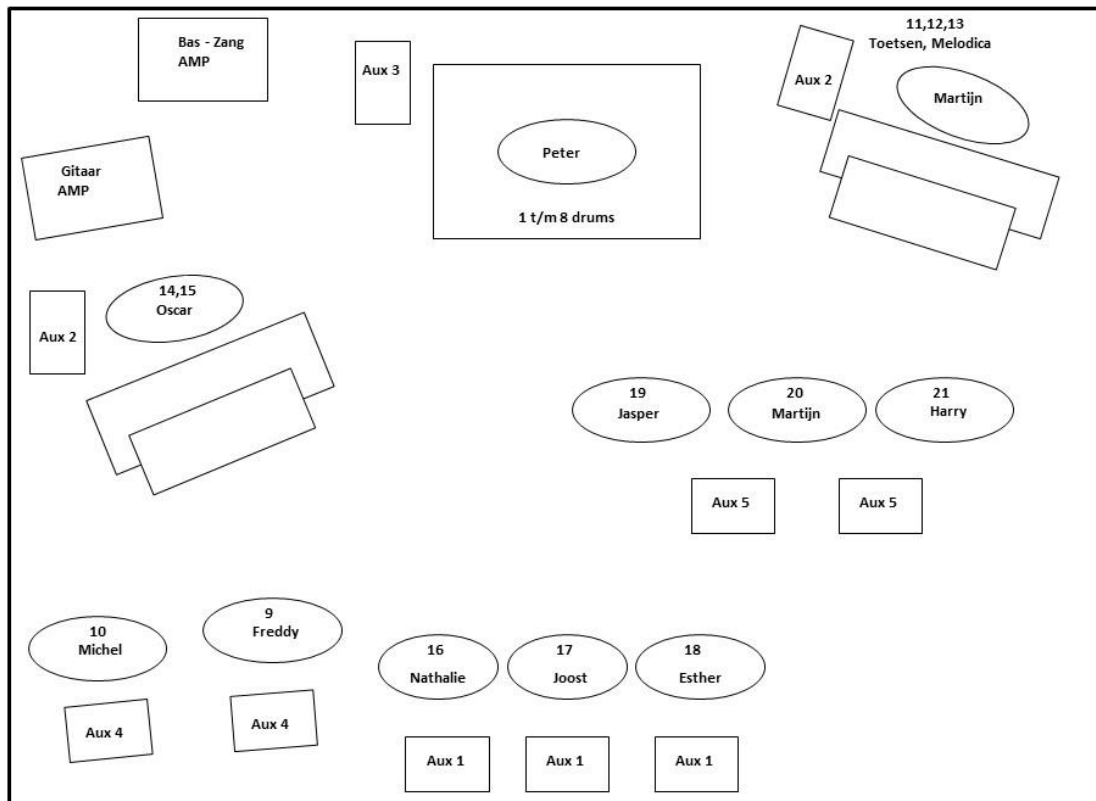 Bas - Zang
AMP
Aux 3
11,12,13
Toetsen, Melodica
Aux 2
Martijn
Peter
1 t/m 8 drums
Gitaar
AMP
14,15
Oscar
Aux 2
19
Jasper
20
Martijn
21
Harry
Aux 5
Aux 5
10
Michel
9
Freddy
16
Nathalie
17
Joost
18
Esther
Aux 4
Aux 4
Aux 1
Aux 1
Aux 1